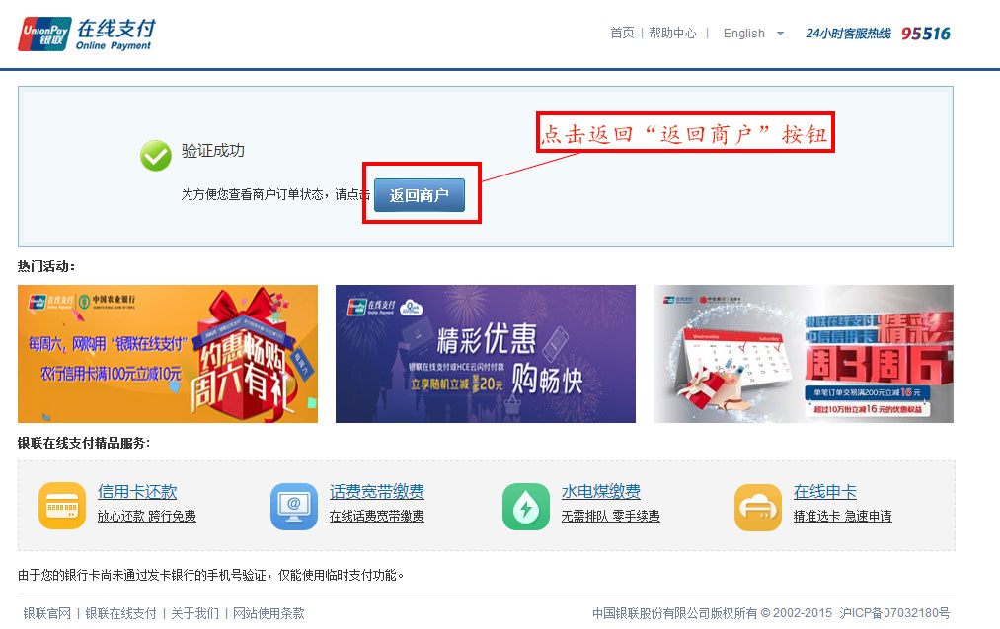 UnionPay 银联 在线支付 Online Payment
首页 | 帮助中心 | English 24小时客服热线 95516
点击返回“返回商户”按钮
验证成功
为方便您查看商户订单状态，请点击 返回商户
热门活动：
在线支付 中国农业银行
每周六，网购用“银联在线支付”
农行信用卡满100元立减10元
约惠畅购
周六有礼
在线支付
精彩优惠
银联在线支付或HCE云闪付付款
立享随机立减至多20元
购畅快
银联在线支付 精彩
中国信用卡
周3周6
单笔订单交易满200元立减16元
超过10万份立减16元的优惠权益
Wednesday Saturday
银联在线支付精品服务：
信用卡还款
放心还款 跨行免费
话费宽带缴费
在线话费宽带缴费
水电煤缴费
无需排队 零手续费
在线申卡
精准选卡 急速申请
由于您的银行卡尚未通过发卡银行的手机号验证，仅能使用临时支付功能。
银联官网 | 银联在线支付 | 关于我们 | 网站使用条款
中国银联股份有限公司版权所有 © 2002-2015 沪ICP备07032180号